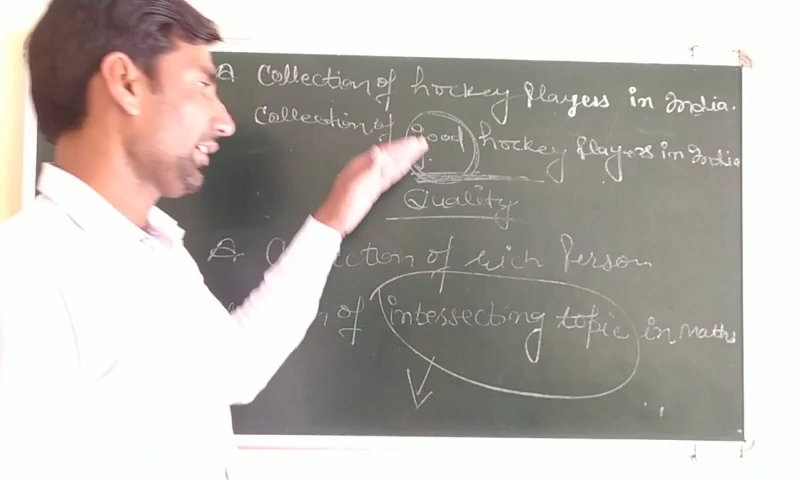 Q Collection of hockey Players in India.
Collection of good hockey Players in India
Quality
Q. of rich Person
of intersecting topic in Maths